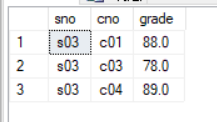 sno cno grade
1 s03 c01 88.0
2 s03 c03 78.0
3 s03 c04 89.0